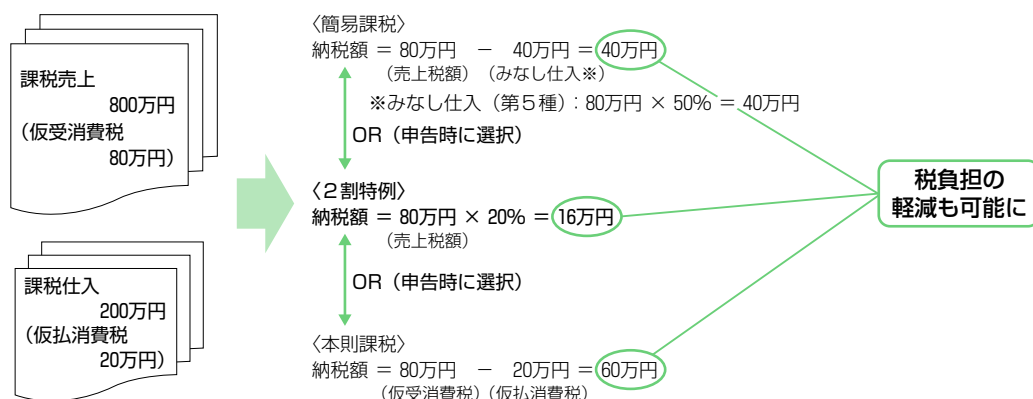 課税売上
800万円
(仮受消費税
80万円)
課税仕入
200万円
(仮払消費税
20万円)
〈簡易課税〉
納税額 = 80万円 − 40万円 = 40万円
(売上税額)(みなし仕入※)
※みなし仕入(第5種):80万円 × 50% = 40万円
OR(申告時に選択)
〈2割特例〉
納税額 = 80万円 × 20% = 16万円
(売上税額)
OR(申告時に選択)
〈本則課税〉
納税額 = 80万円 − 20万円 = 60万円
(仮受消費税)(仮払消費税)
税負担の
軽減も可能に